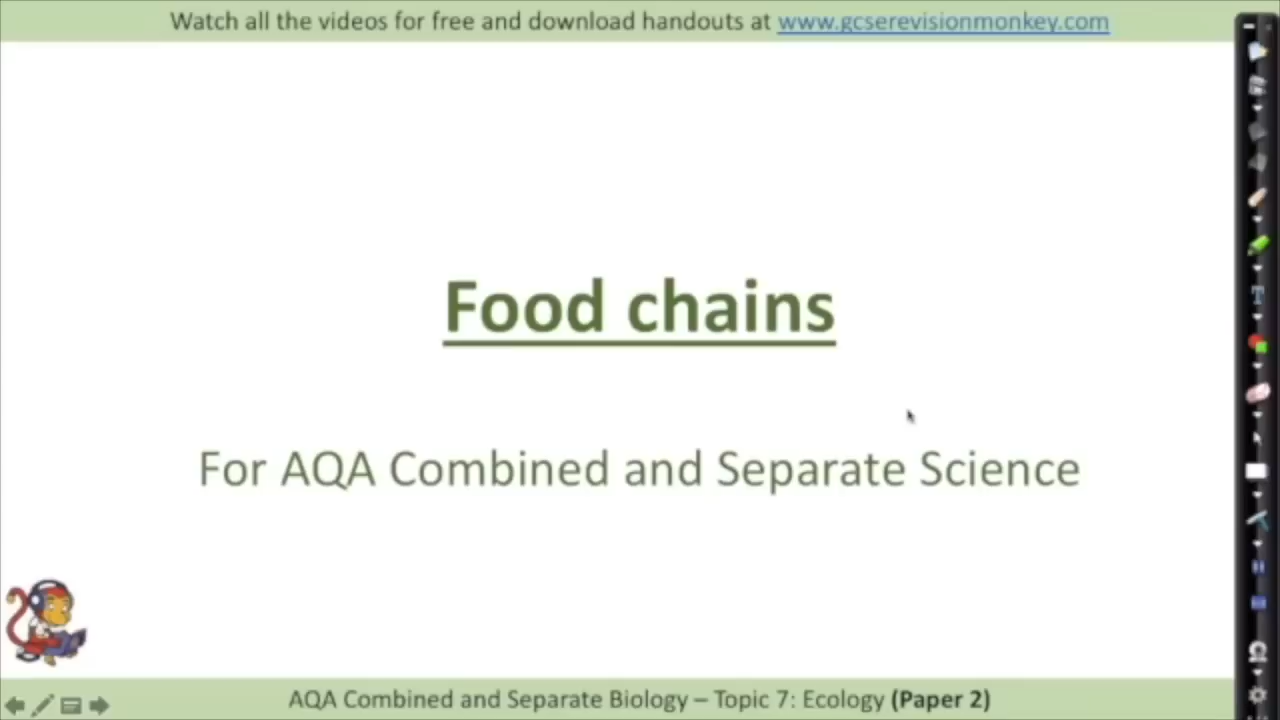 Watch all the videos for free and download handouts at www.gcserevisionmonkey.com
Food chains
For AQA Combined and Separate Science
AQA Combined and Separate Biology – Topic 7: Ecology (Paper 2)